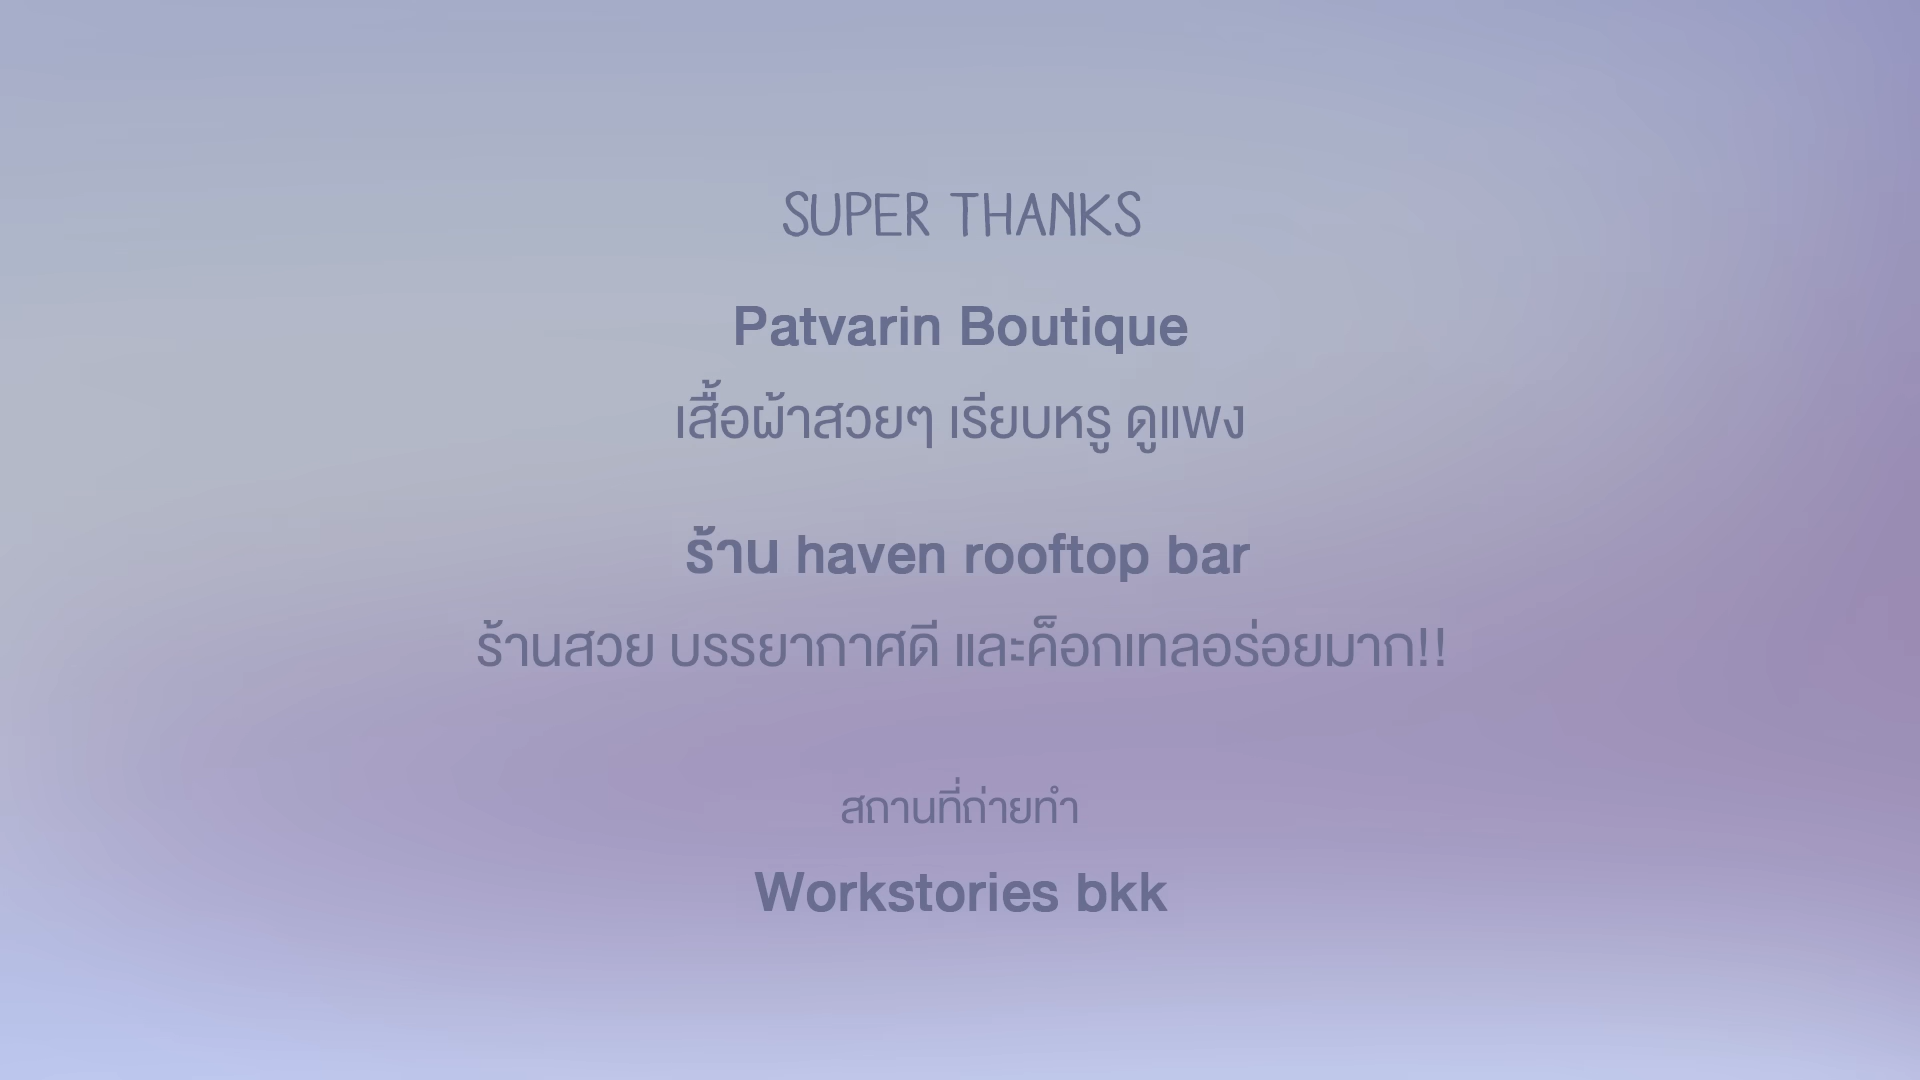 SUPER THANKS
Patvarin Boutique
เสื้อผ้าสวยๆ เรียบหรู ดูแพง
ร้าน haven rooftop bar
ร้านสวย บรรยากาศดี และค็อกเทลอร่อยมาก!!
สถานที่ถ่ายทำ
Workstories bkk